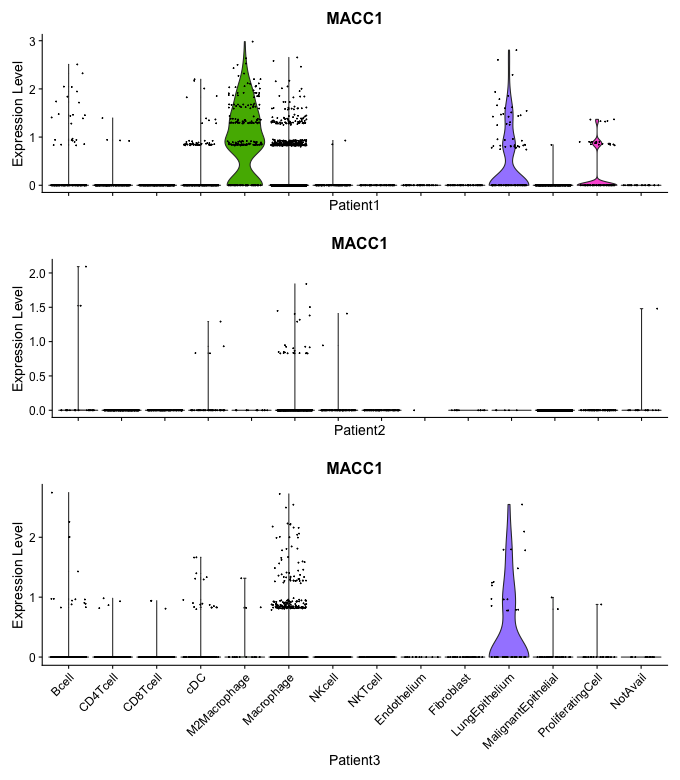 MACC1
Expression Level
3
2
1
0
Patient1
MACC1
Expression Level
2.0
1.5
1.0
0.5
0.0
Patient2
MACC1
Expression Level
2
1
0
Bcell
CD4Tcell
CD8Tcell
cDC
M2Macrophage
Macrophage
NKcell
NKTcell
Endothelium
Fibroblast
LungEpithelium
MalignantEpithelial
ProliferatingCell
NotAvail
Patient3